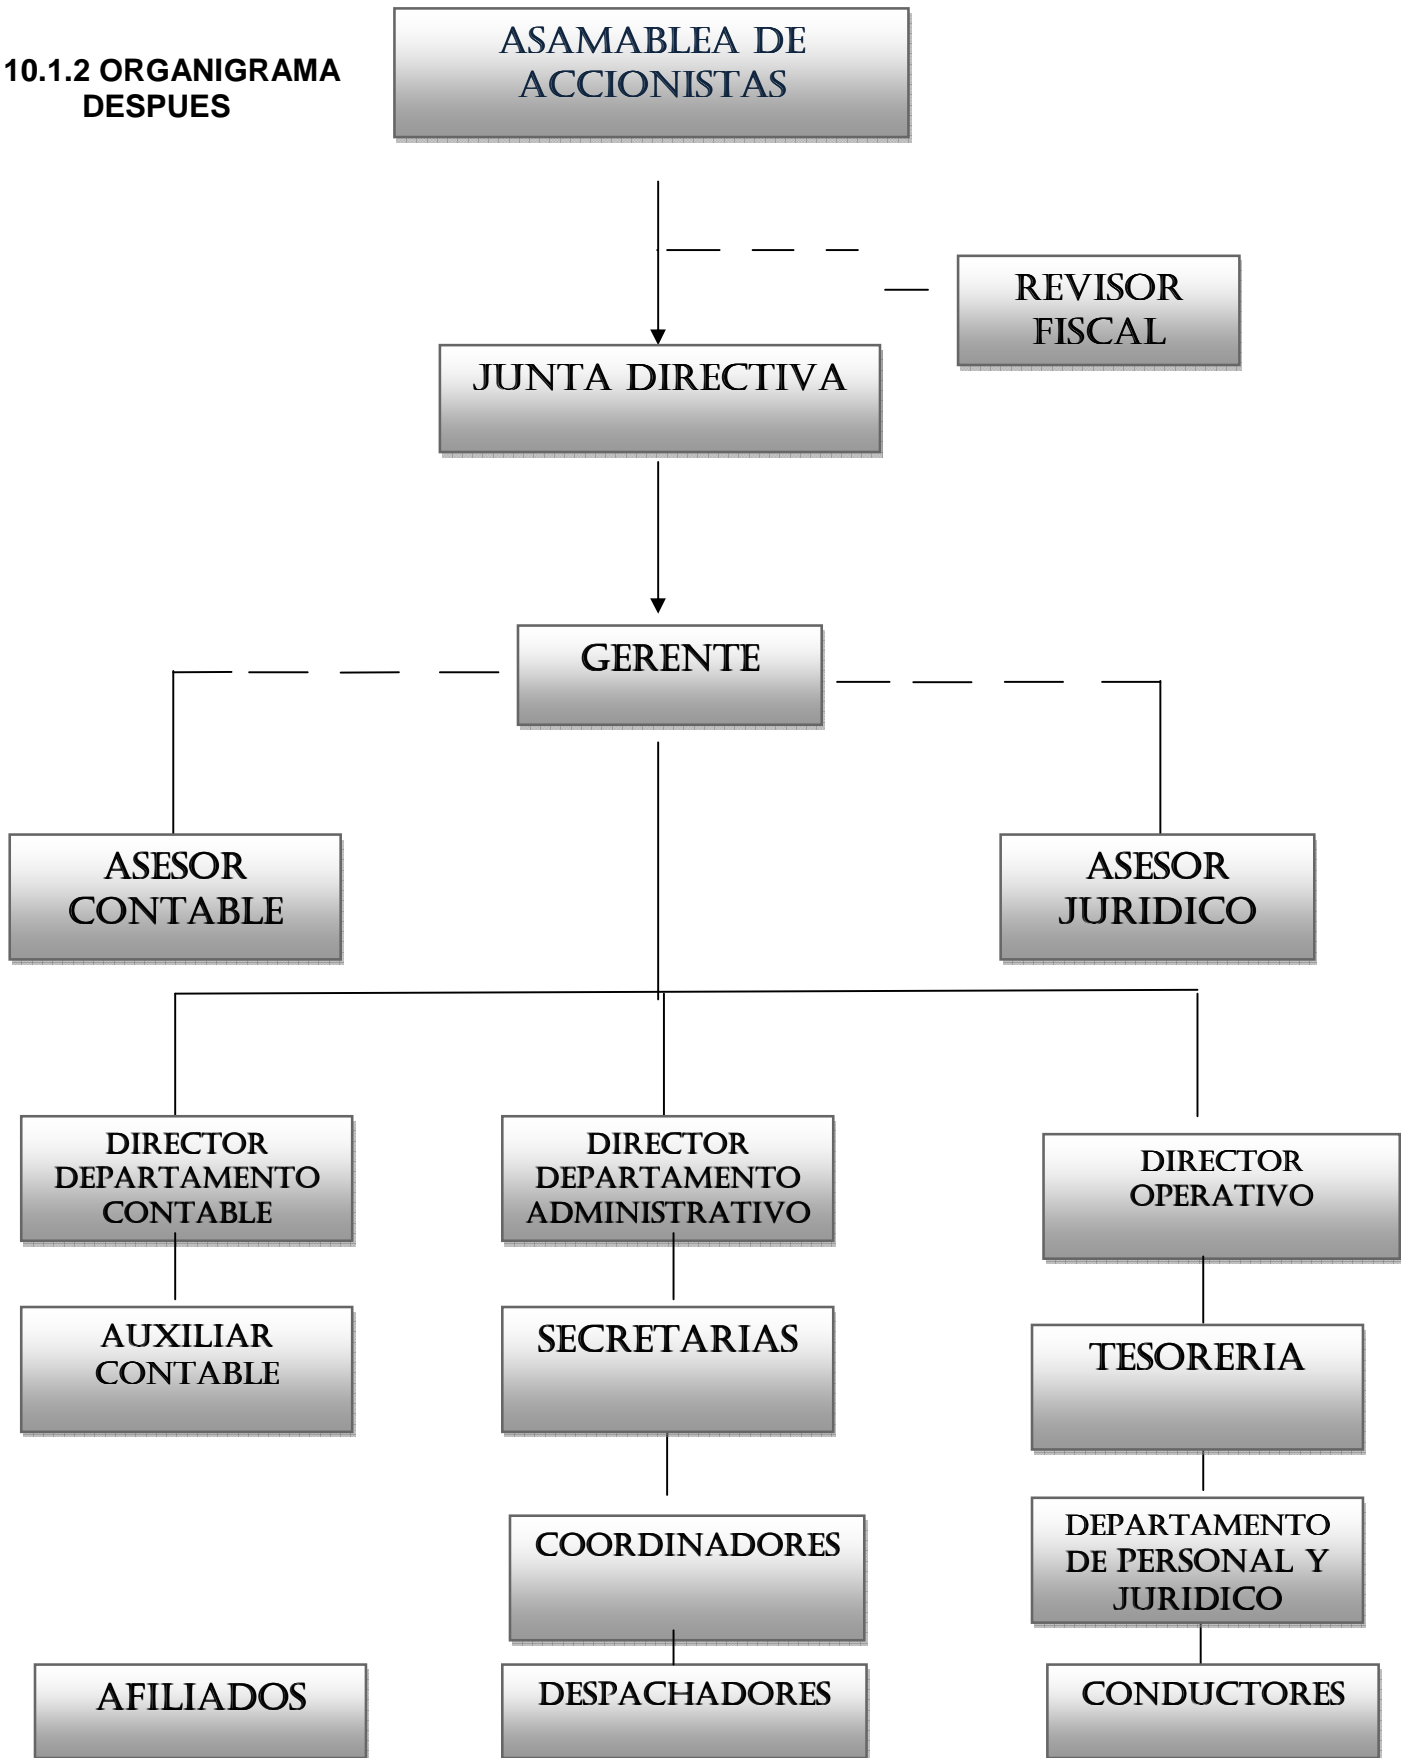 10.1.2 ORGANIGRAMA
DESPUES
ASAMABLEA DE
ACCIONISTAS
REVISOR
FISCAL
JUNTA DIRECTIVA
GERENTE
ASESOR
CONTABLE
ASESOR
JURIDICO
DIRECTOR
DEPARTAMENTO
CONTABLE
DIRECTOR
DEPARTAMENTO
ADMINISTRATIVO
DIRECTOR
OPERATIVO
AUXILIAR
CONTABLE
SECRETARIAS
TESORERIA
COORDINADORES
DEPARTAMENTO
DE PERSONAL Y
JURIDICO
AFILIADOS
DESPACHADORES
CONDUCTORES